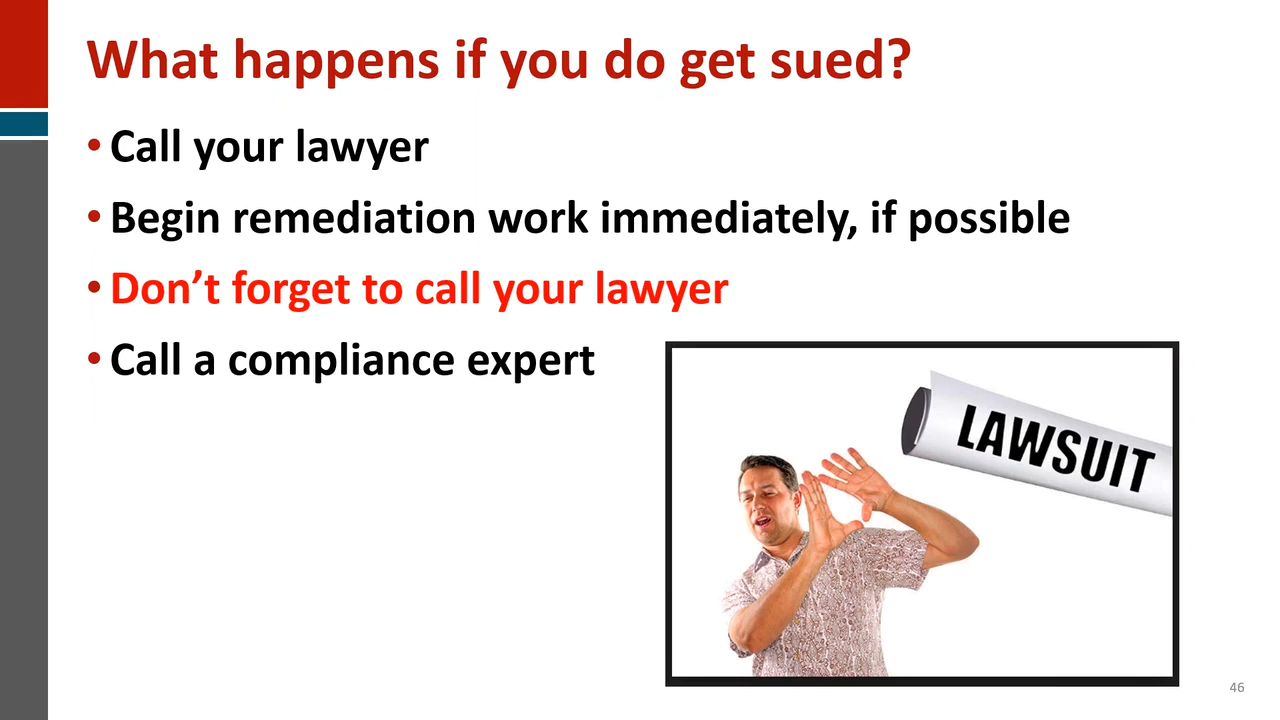 What happens if you do get sued?
• Call your lawyer
• Begin remediation work immediately, if possible
• Don’t forget to call your lawyer
• Call a compliance expert
LAWSUIT
46